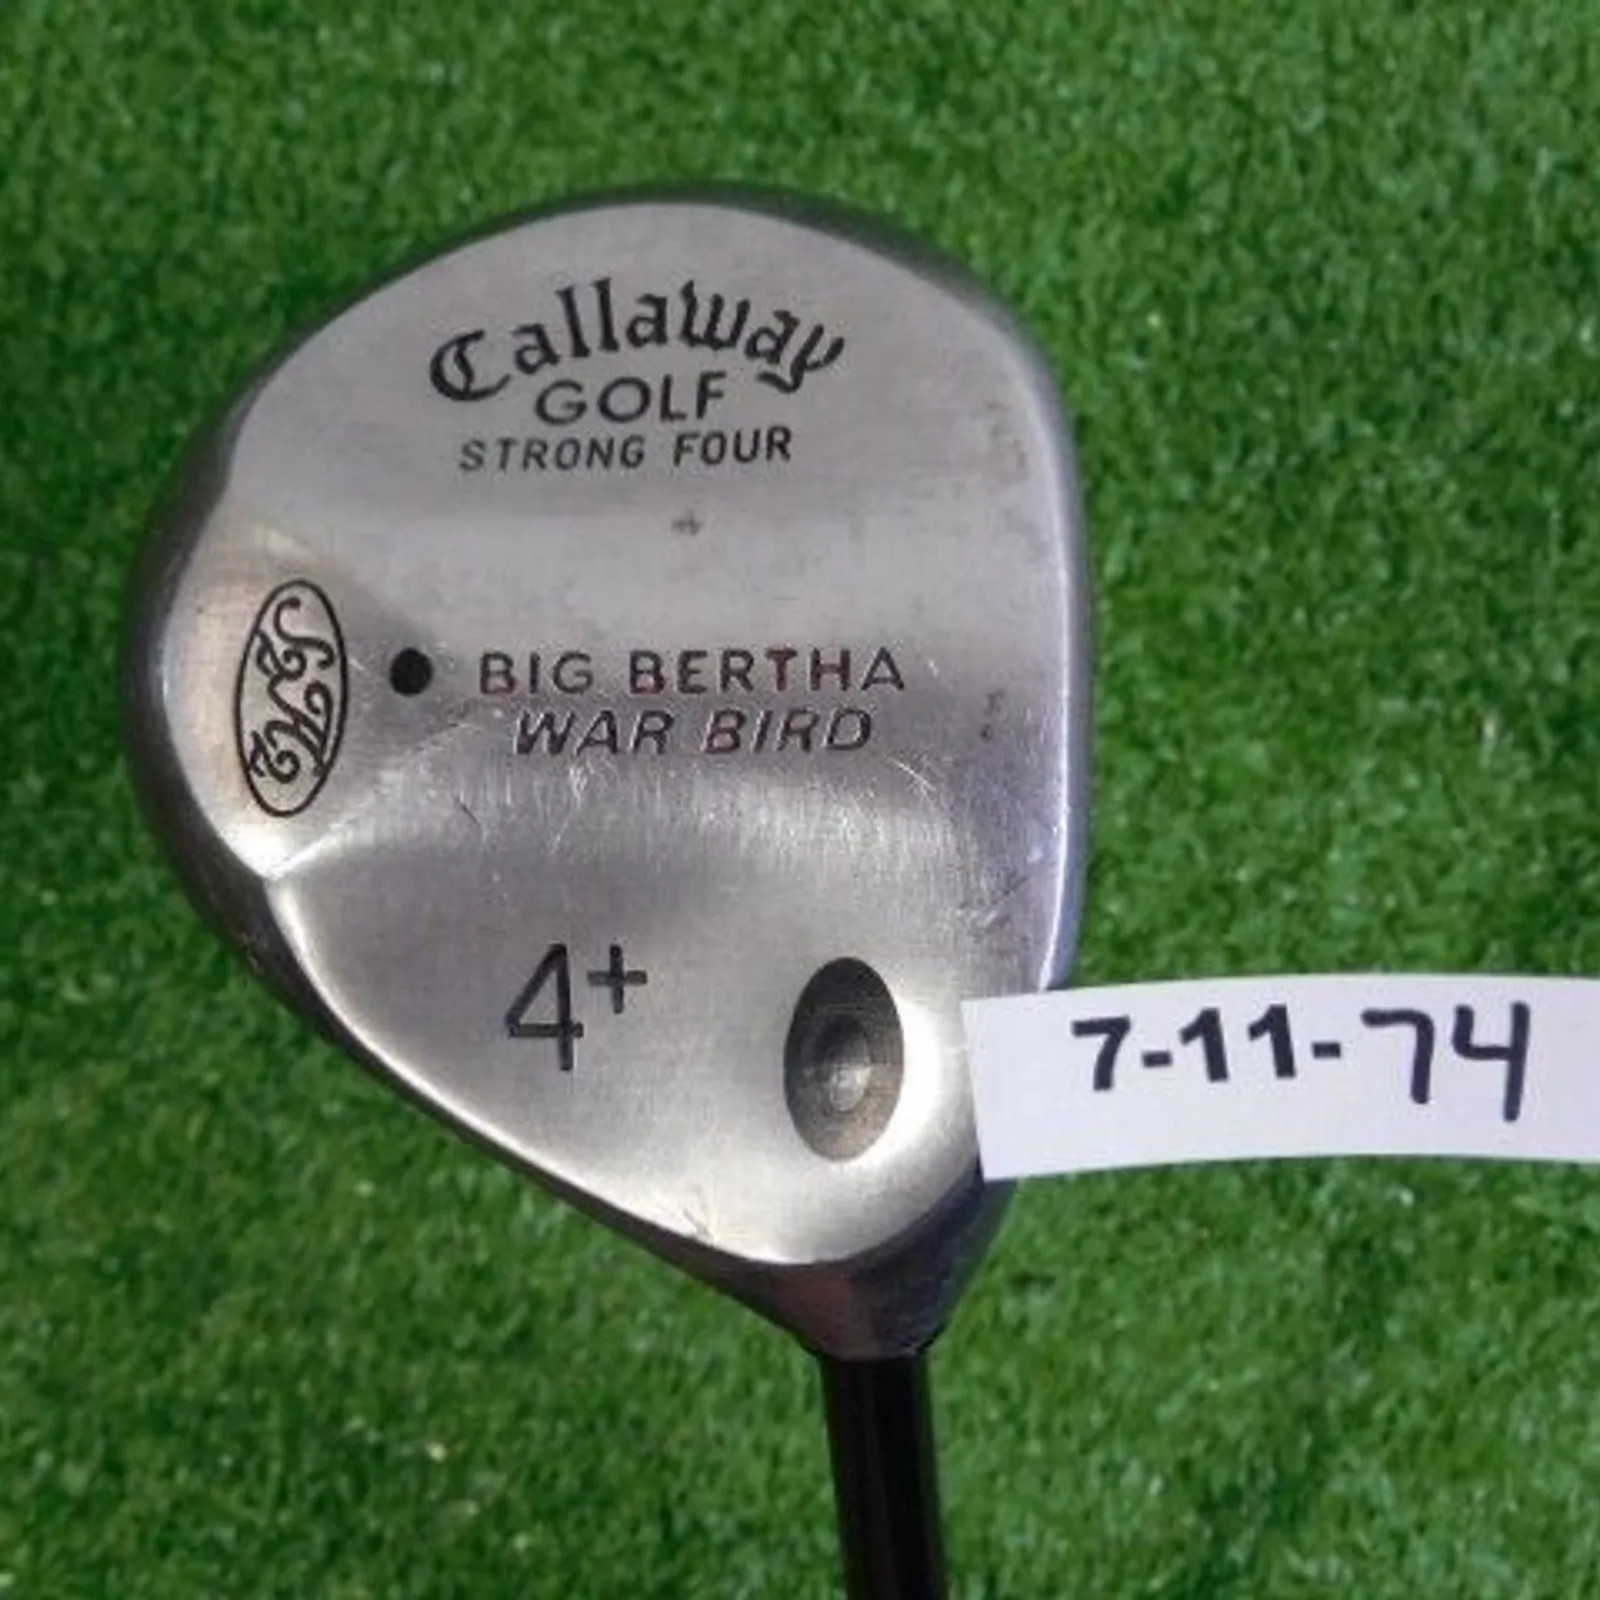 Callaway
GOLF
STRONG FOUR
BIG BERTHA
WAR BIRD
4+
7-11-74